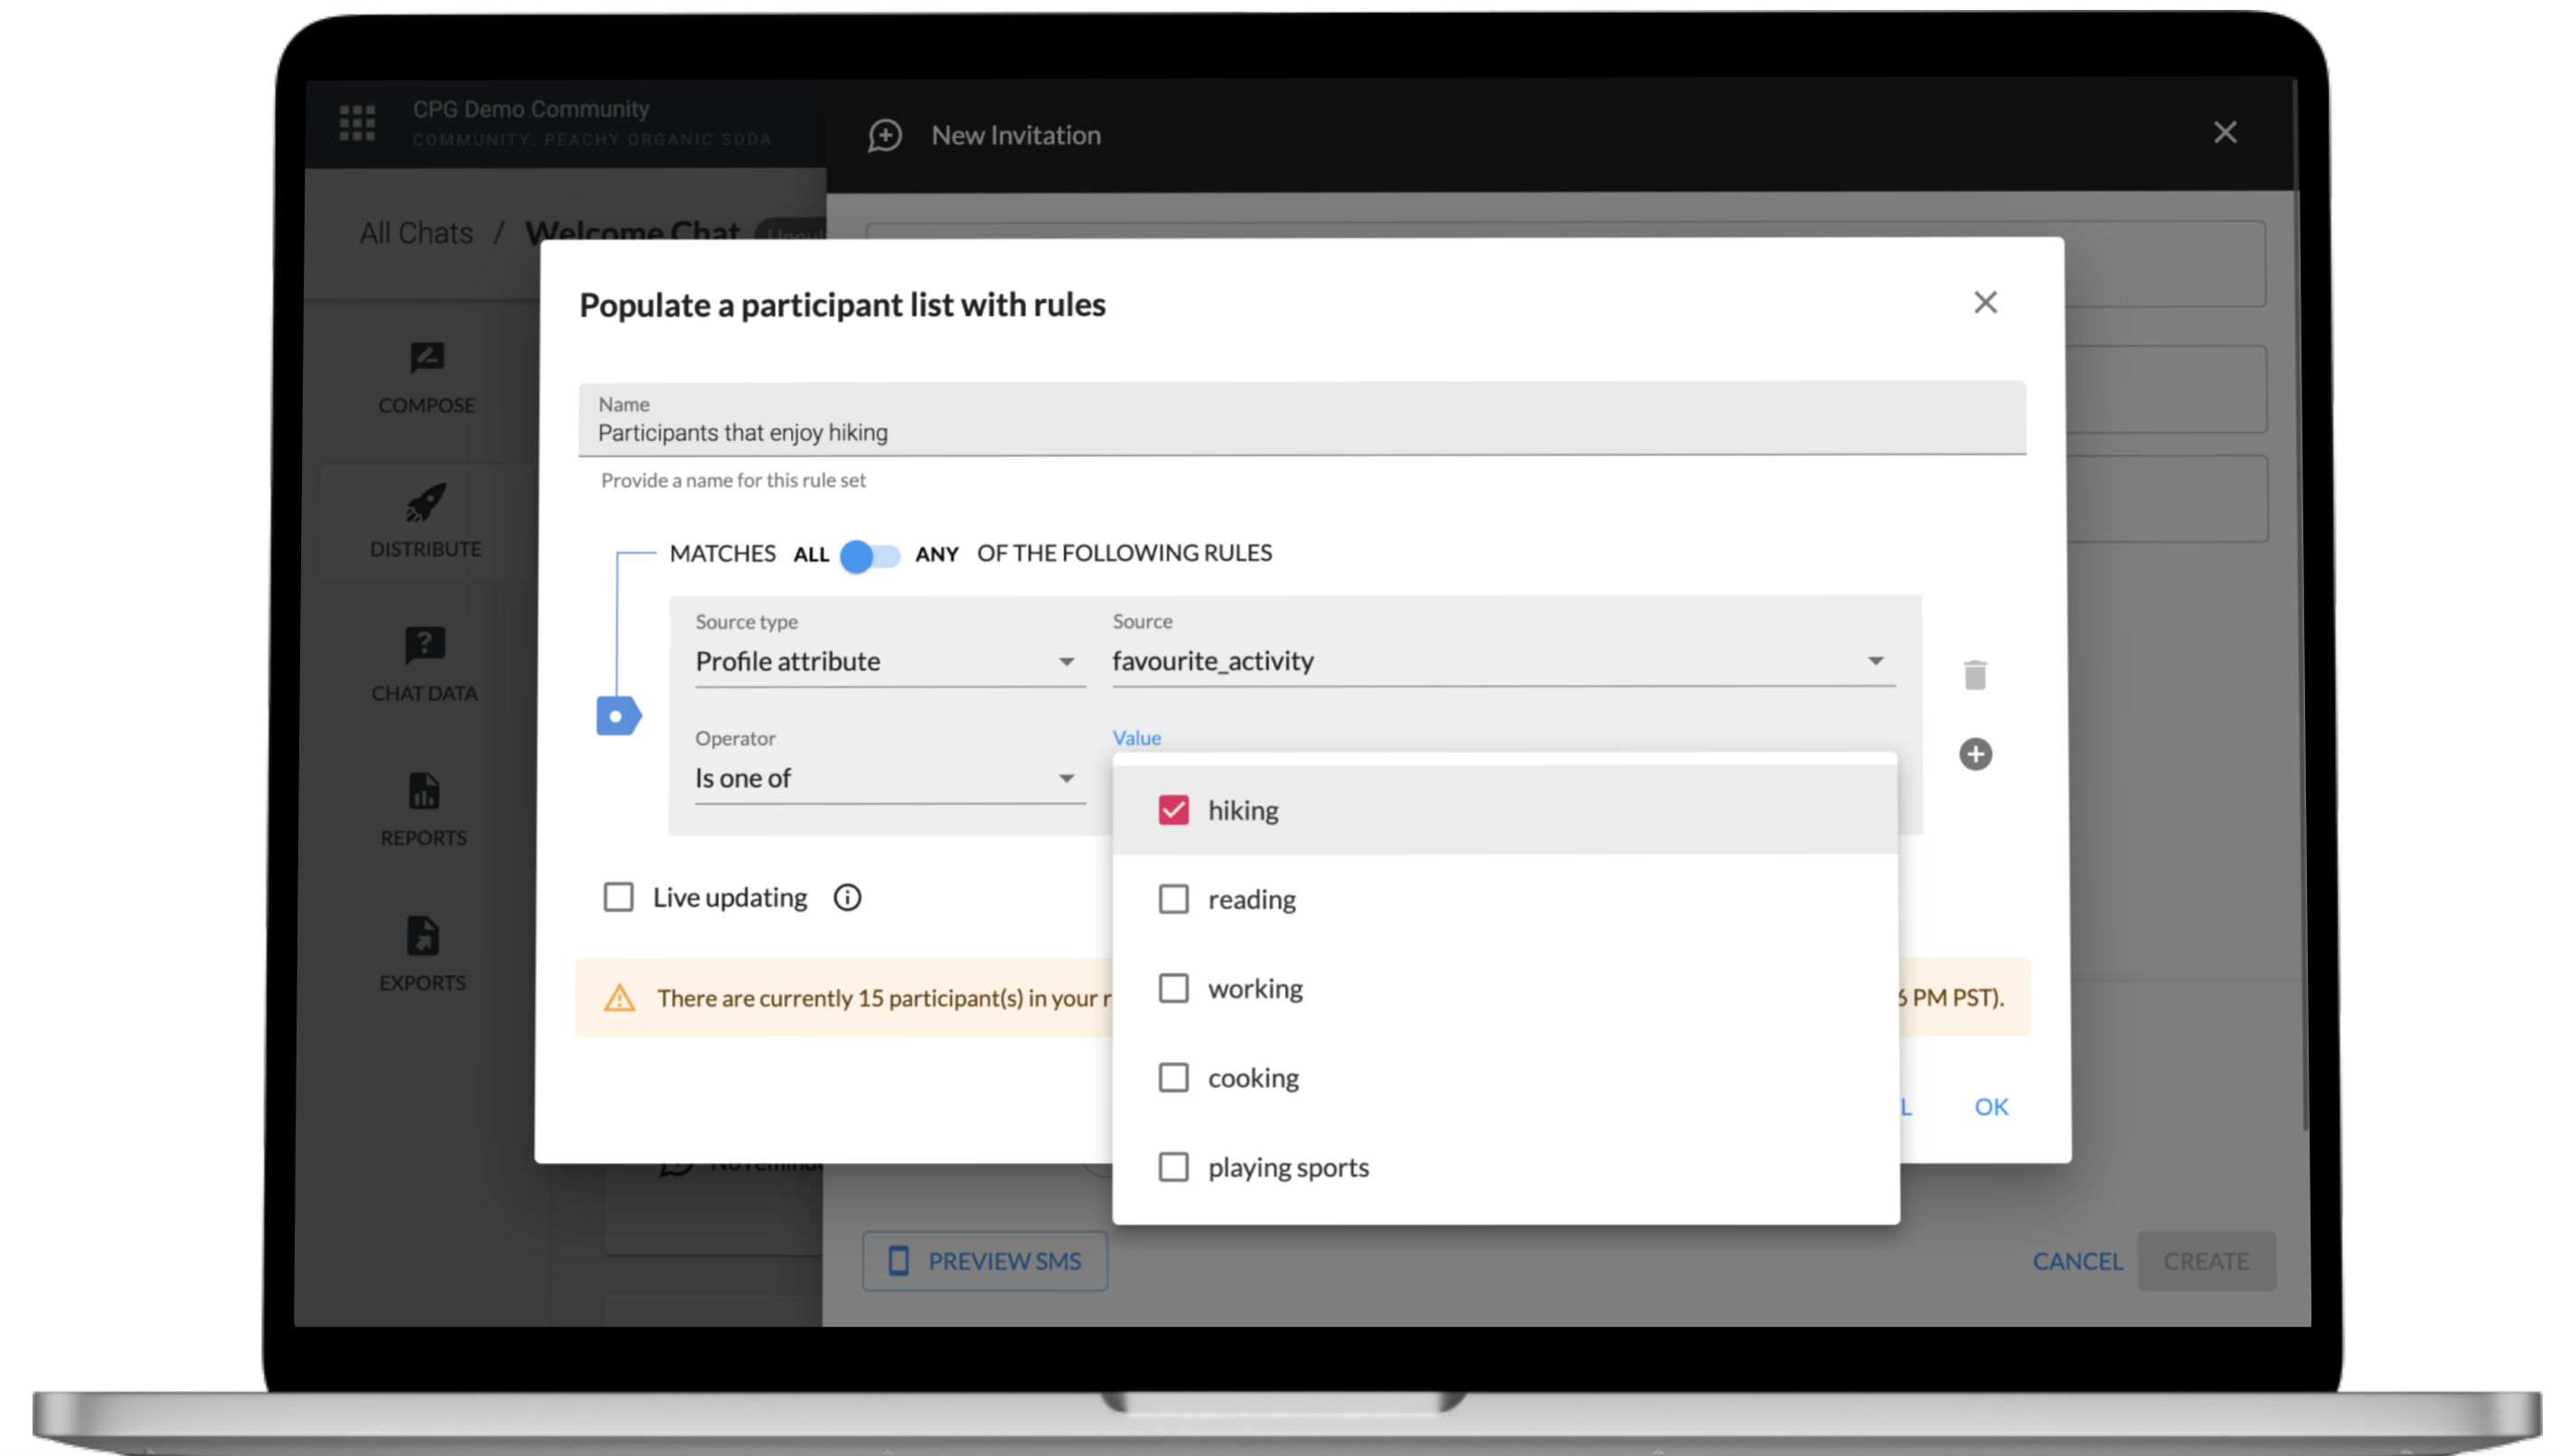 CPG Demo Community
COMMUNITY: PEACHY ORGANIC SODA
New Invitation
All Chats / Welcome Chat
Populate a participant list with rules
Name
Participants that enjoy hiking
Provide a name for this rule set
COMPOSE
DISTRIBUTE
CHAT DATA
REPORTS
EXPORTS
MATCHES ALL ANY OF THE FOLLOWING RULES
Source type
Profile attribute
Source
favourite_activity
Operator
Is one of
Value
hiking
reading
working
cooking
playing sports
Live updating
There are currently 15 participant(s) in your
PM PST).
OK
PREVIEW SMS
CANCEL
CREATE